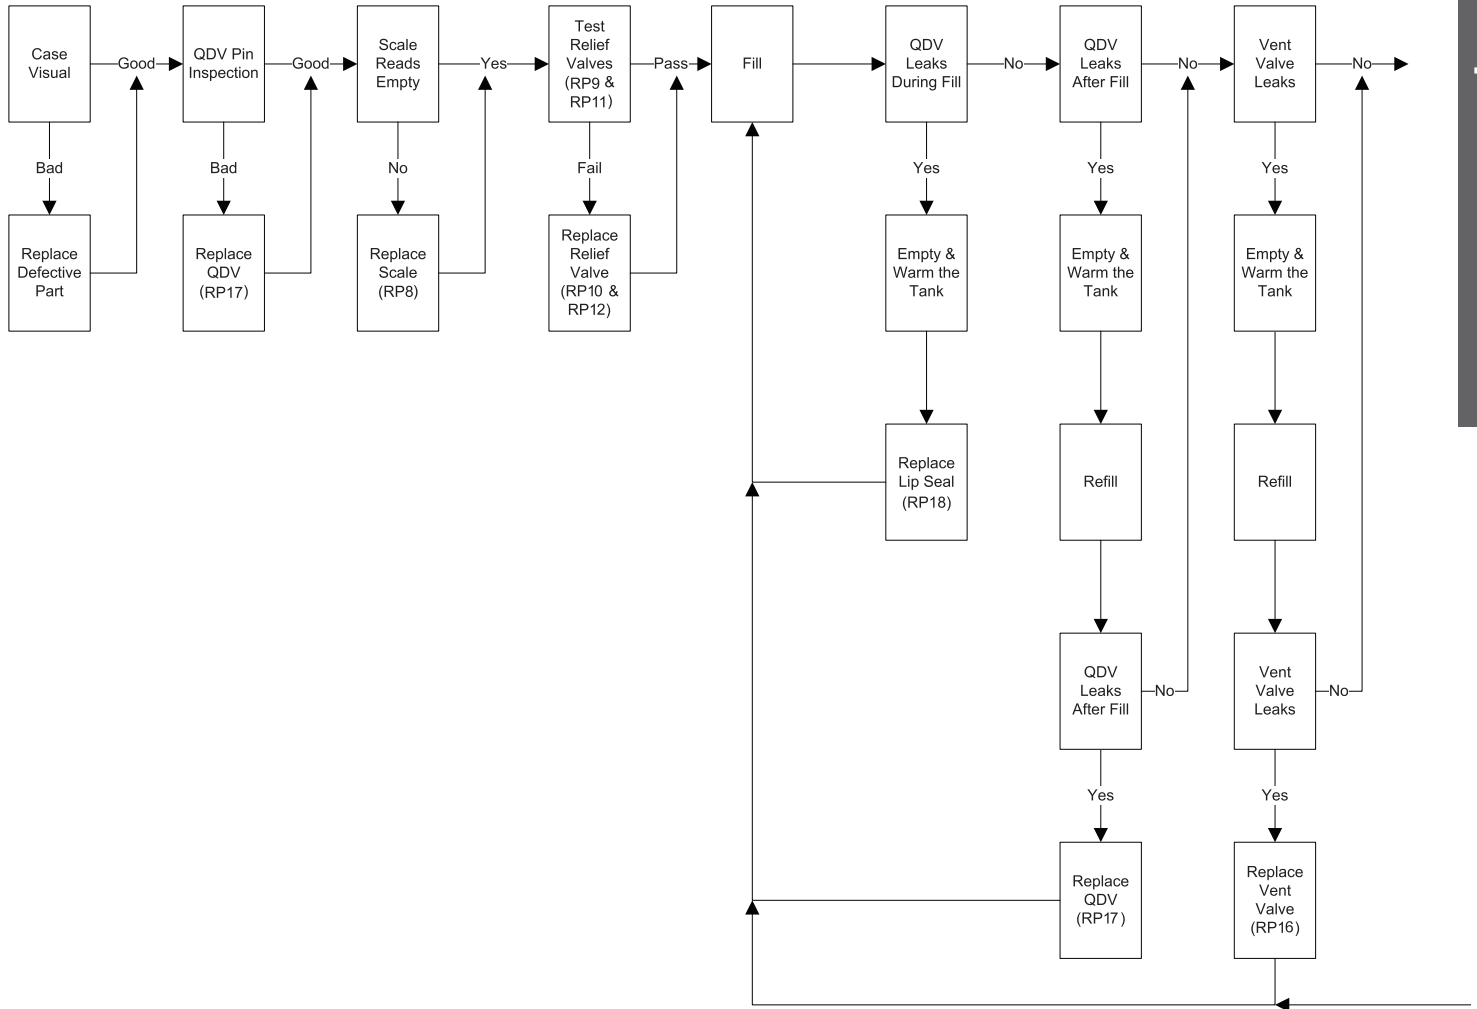 Case
Visual
Good
QDV Pin
Inspection
Good
Scale
Reads
Empty
Yes
Test
Relief
Valves
(RP9 &
RP11)
Pass
Fill
QDV
Leaks
During Fill
No
QDV
Leaks
After Fill
No
Vent
Valve
Leaks
No
Bad
Bad
No
Fail
Yes
Yes
Yes
Replace
Defective
Part
Replace
QDV
(RP17)
Replace
Scale
(RP8)
Replace
Relief
Valve
(RP10 &
RP12)
Empty &
Warm the
Tank
Empty &
Warm the
Tank
Empty &
Warm the
Tank
Replace
Lip Seal
(RP18)
Refill
Refill
QDV
Leaks
After Fill
No
Vent
Valve
Leaks
No
Yes
Yes
Replace
QDV
(RP17)
Replace
Vent
Valve
(RP16)